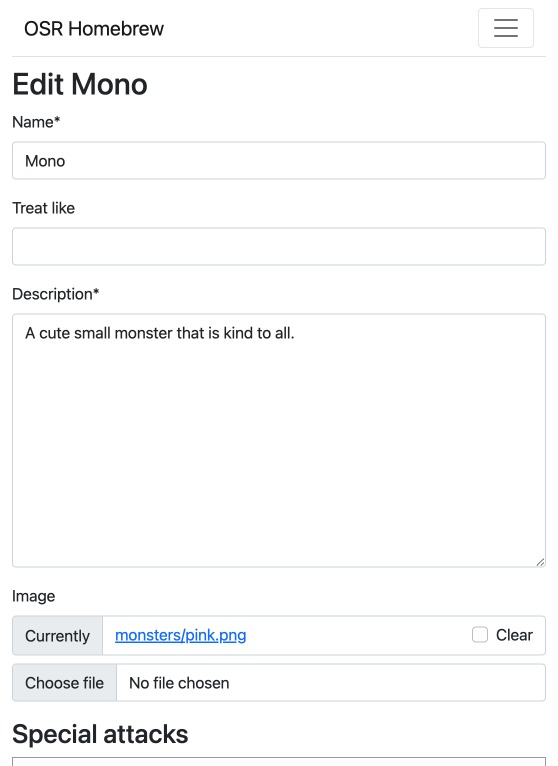 OSR Homebrew
Edit Mono
Name*
Mono
Treat like
Description*
A cute small monster that is kind to all.
Image
Currently monsters/pink.png Clear
Choose file No file chosen
Special attacks